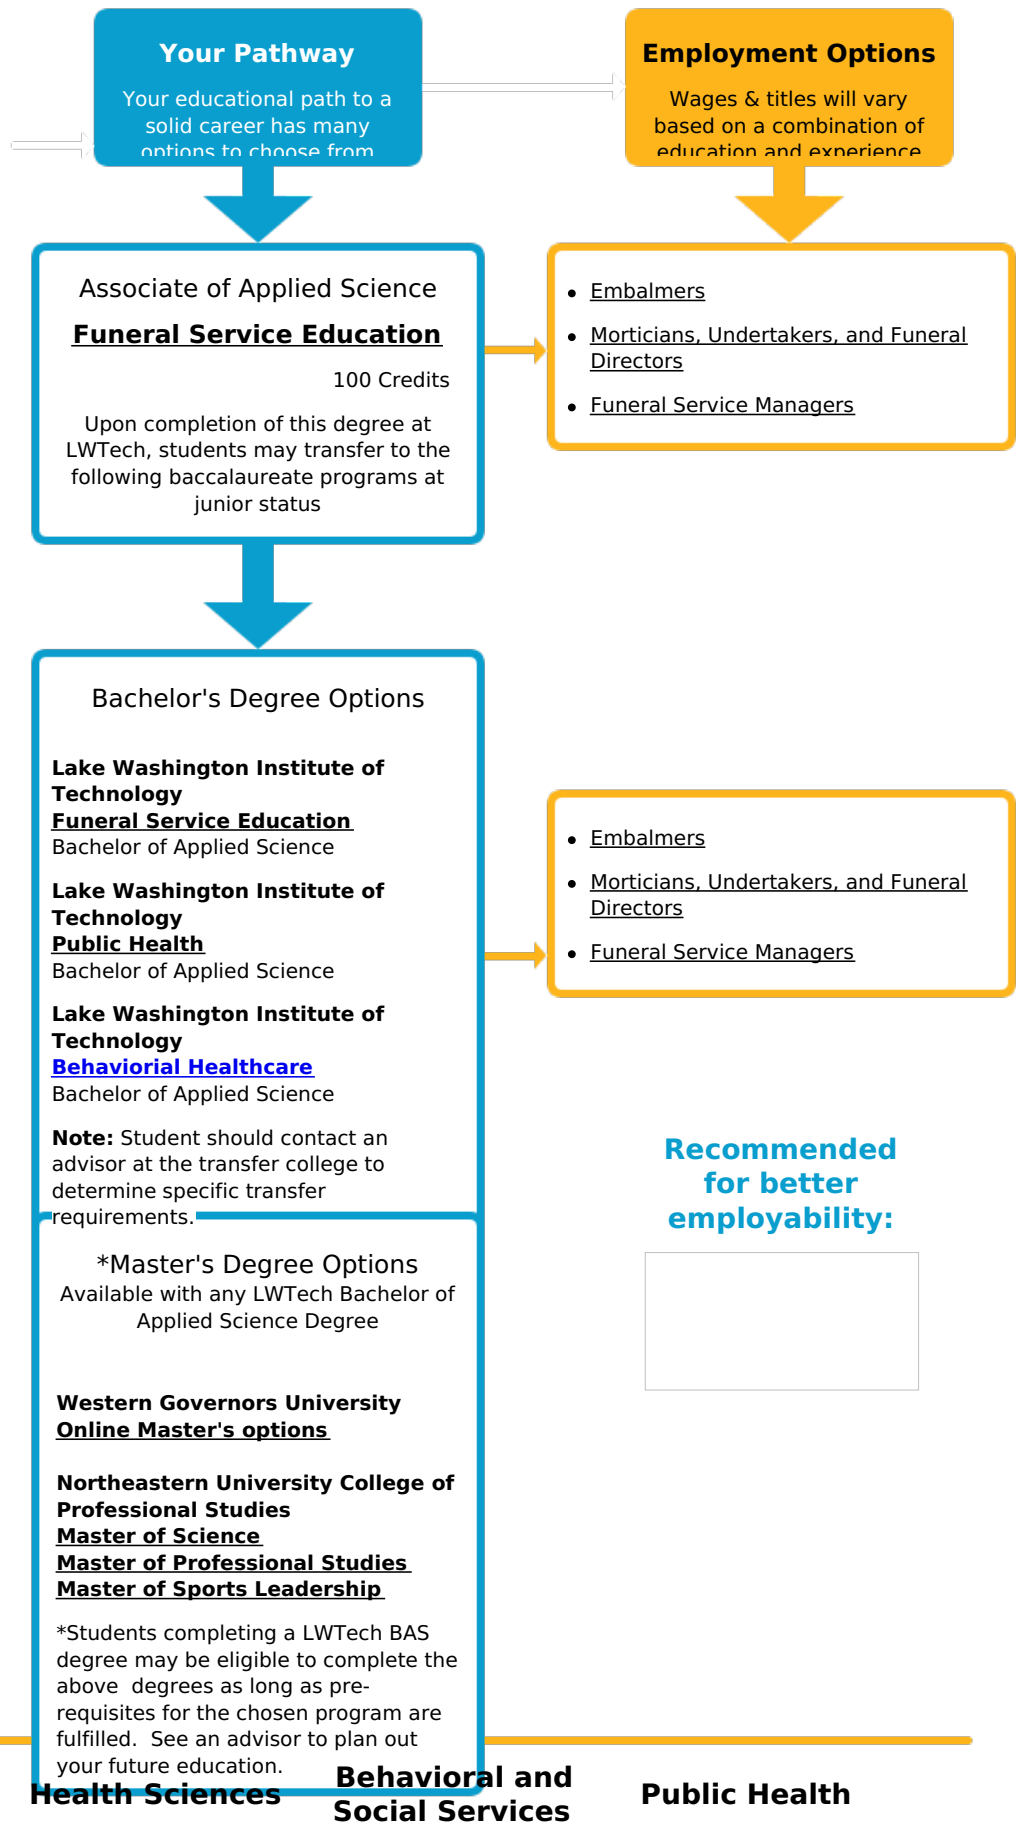 Your Pathway
Your educational path to a
solid career has many
options to choose from
Employment Options
Wages & titles will vary
based on a combination of
education and experience
Associate of Applied Science
Funeral Service Education
100 Credits
Upon completion of this degree at
LWTech, students may transfer to the
following baccalaureate programs at
junior status
• Embalmers
• Morticians, Undertakers, and Funeral
Directors
• Funeral Service Managers
Bachelor's Degree Options
Lake Washington Institute of
Technology
Funeral Service Education
Bachelor of Applied Science
Lake Washington Institute of
Technology
Public Health
Bachelor of Applied Science
Lake Washington Institute of
Technology
Behaviorial Healthcare
Bachelor of Applied Science
Note: Student should contact an
advisor at the transfer college to
determine specific transfer
requirements.
• Embalmers
• Morticians, Undertakers, and Funeral
Directors
• Funeral Service Managers
Recommended
for better
employability:
*Master's Degree Options
Available with any LWTech Bachelor of
Applied Science Degree
Western Governors University
Online Master's options
Northeastern University College of
Professional Studies
Master of Science
Master of Professional Studies
Master of Sports Leadership
*Students completing a LWTech BAS
degree may be eligible to complete the
above  degrees as long as pre-
requisites for the chosen program are
fulfilled.  See an advisor to plan out
your future education.
Health Sciences
Behavioral and
Social Services
Public Health